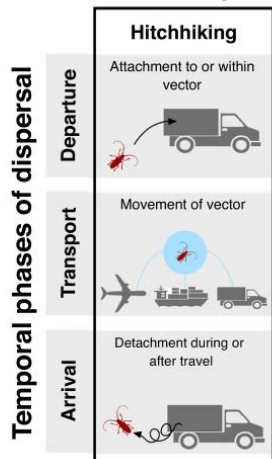 Temporal phases of dispersal
Hitchhiking
Departure
Attachment to or within
vector
Transport
Movement of vector
Arrival
Detachment during or
after travel